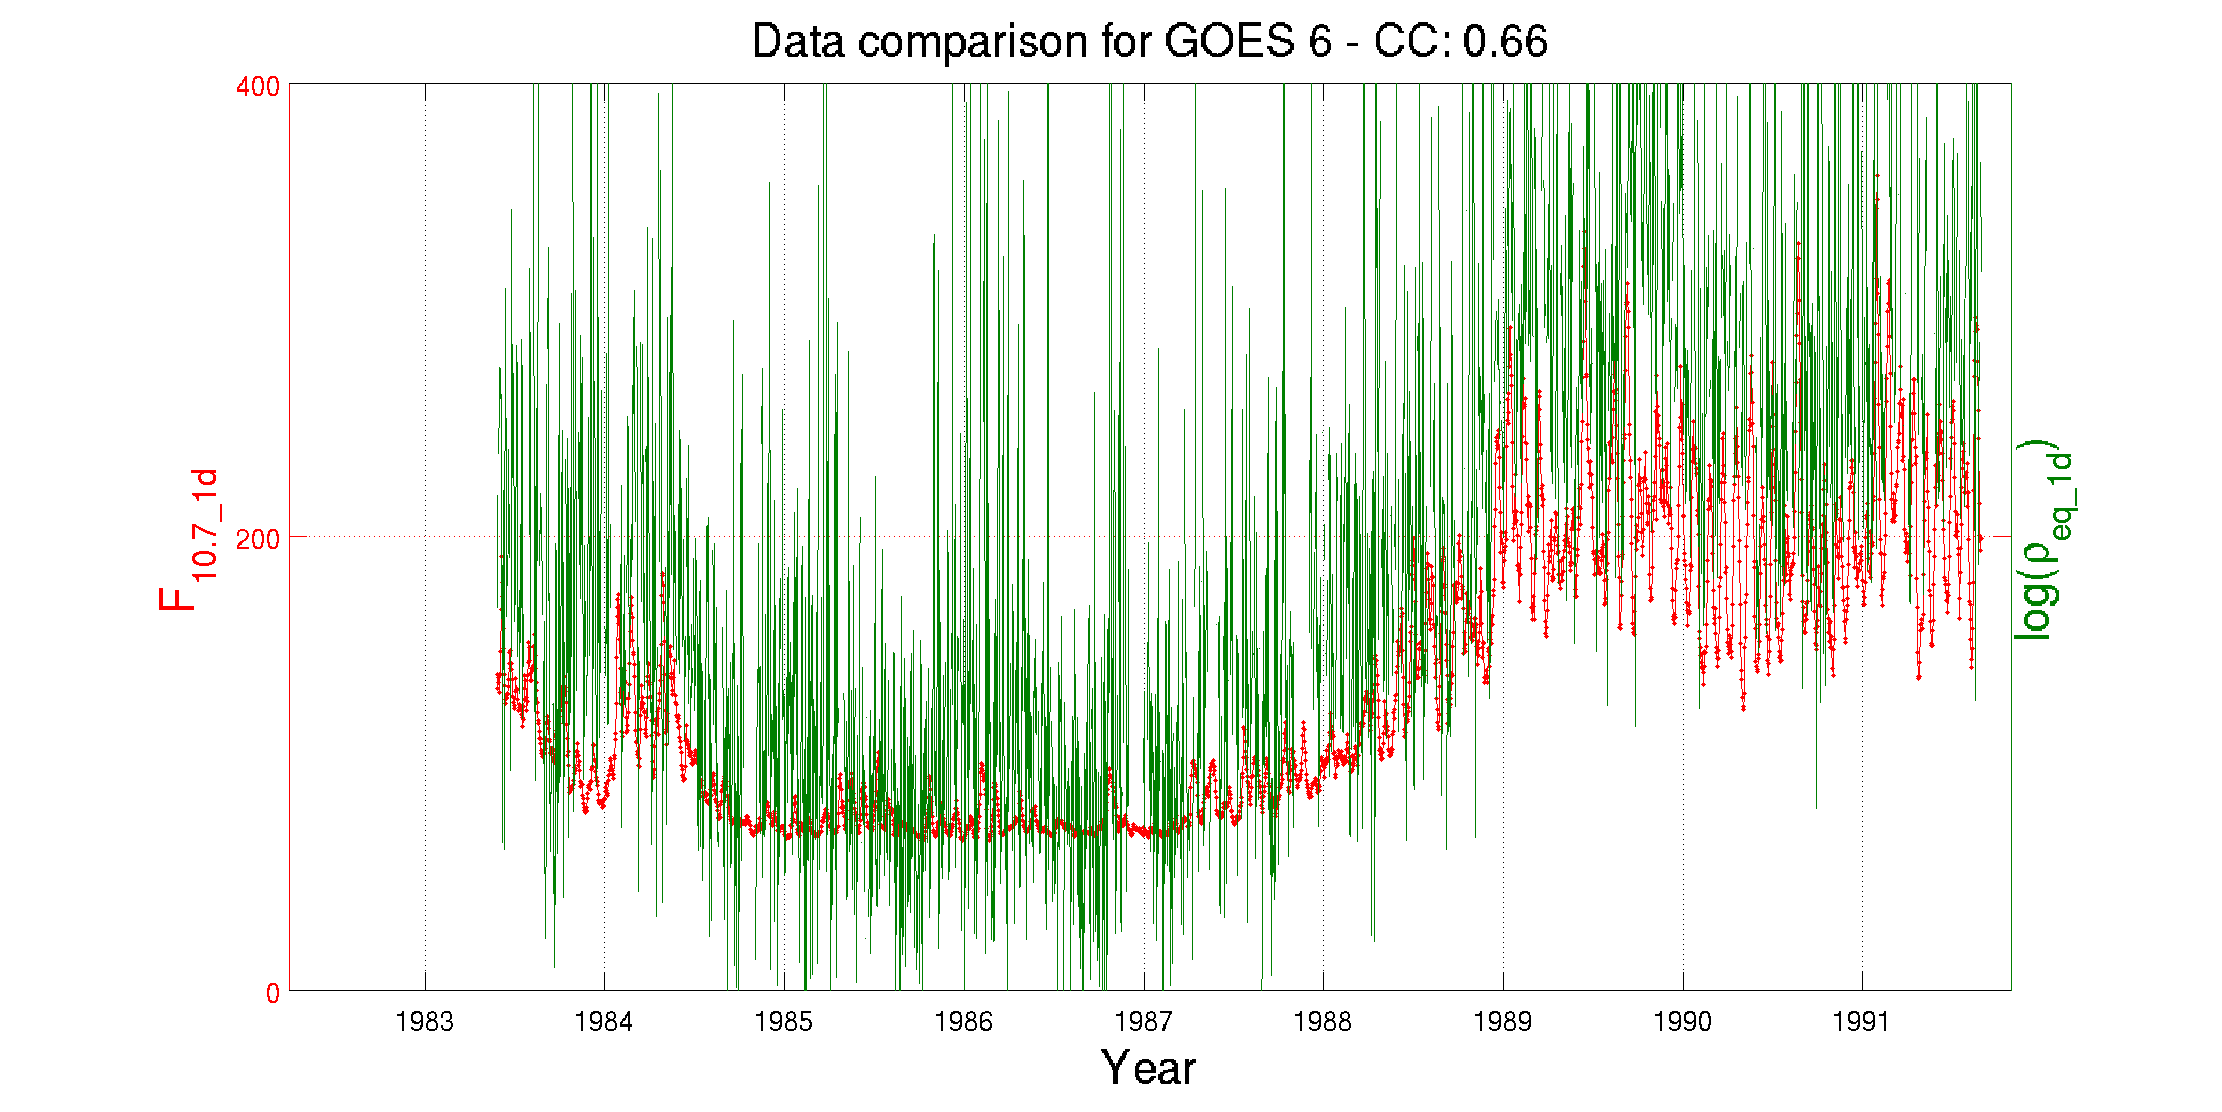 Data comparison for GOES 6 - CC: 0.66
400
200
0
F10.7_1d
log(ρeq_1d)
1983 1984 1985 1986 1987 1988 1989 1990 1991
Year